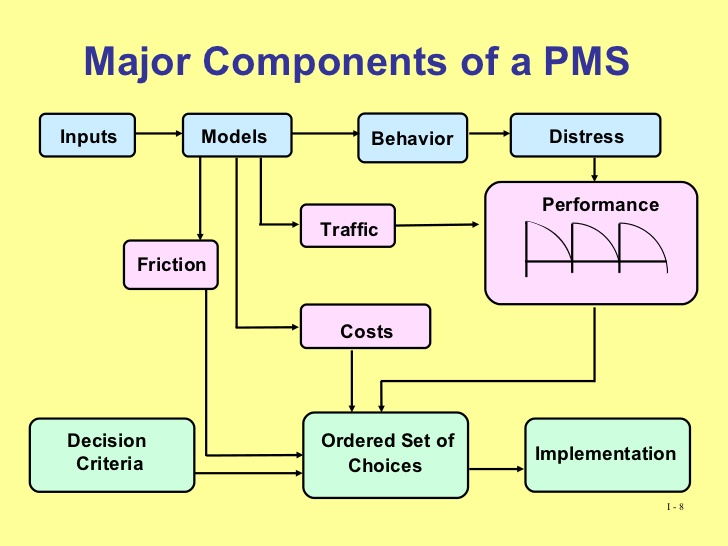 Major Components of a PMS
Inputs
Models
Behavior
Distress
Performance
Traffic
Friction
Costs
Decision
Criteria
Ordered Set of
Choices
Implementation
I - 8